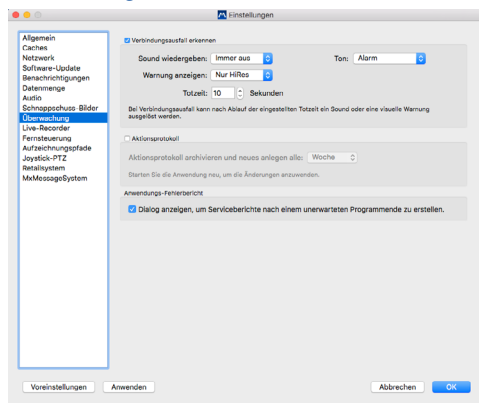 Einstellungen
Allgemein
Caches
Netzwerk
Software-Update
Benachrichtigungen
Datenmenge
Audio
Schnappschuss-Bilder
Überwachung
Live-Recorder
Fernsteuerung
Aufzeichnungspfade
Joystick-PTZ
Retailsystem
MxMessageSystem
Verbindungsausfall erkennen
Sound wiedergeben: Immer aus Ton: Alarm
Warnung anzeigen: Nur HiRes
Totzeit: 10 Sekunden
Bei Verbindungsausfall kann nach Ablauf der eingestellten Totzeit ein Sound oder eine visuelle Warnung
ausgelöst werden.
Aktionsprotokoll
Aktionsprotokoll archivieren und neues anlegen alle: Woche
Starten Sie die Anwendung neu, um die Änderungen anzuwenden.
Anwendungs-Fehlerbericht
Dialog anzeigen, um Serviceberichte nach einem unerwarteten Programmende zu erstellen.
Voreinstellungen Anwenden Abbrechen OK